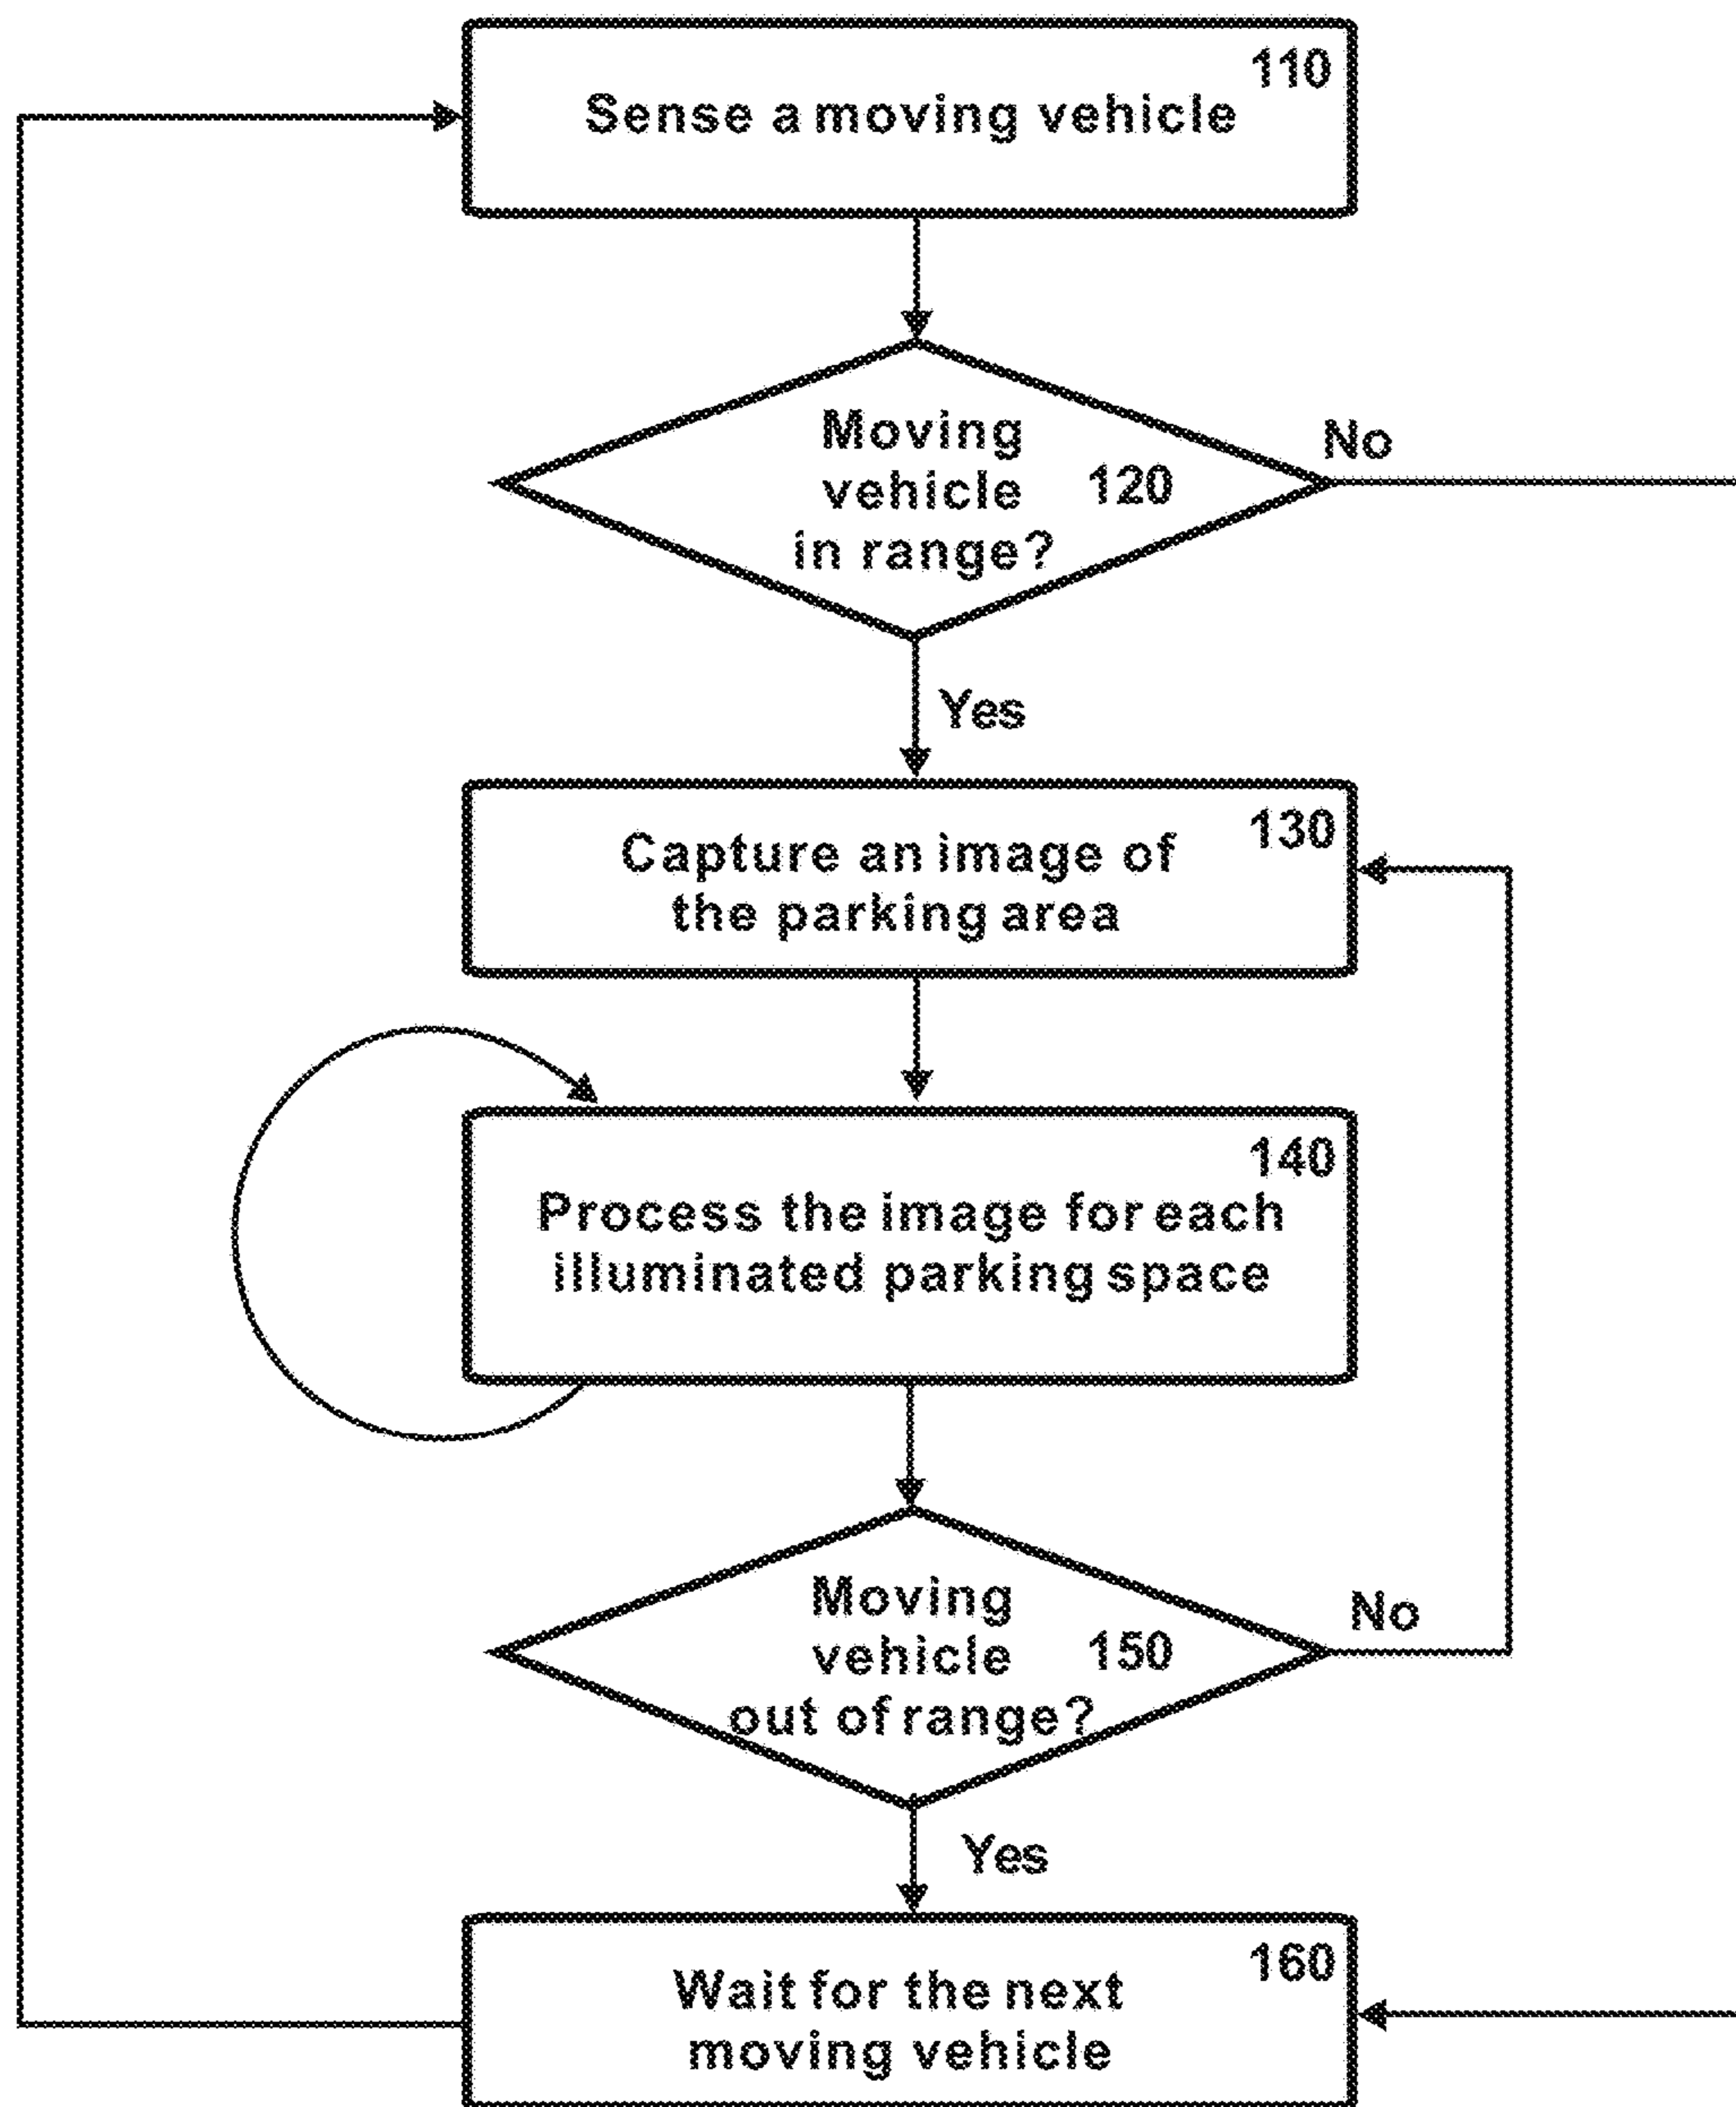 110
Sense a moving vehicle
Moving
vehicle 120
in range?
No
Yes
130
Capture an image of
the parking area
140
Process the image for each
illuminated parking space
Moving
vehicle 150
out of range?
No
Yes
160
Wait for the next
moving vehicle